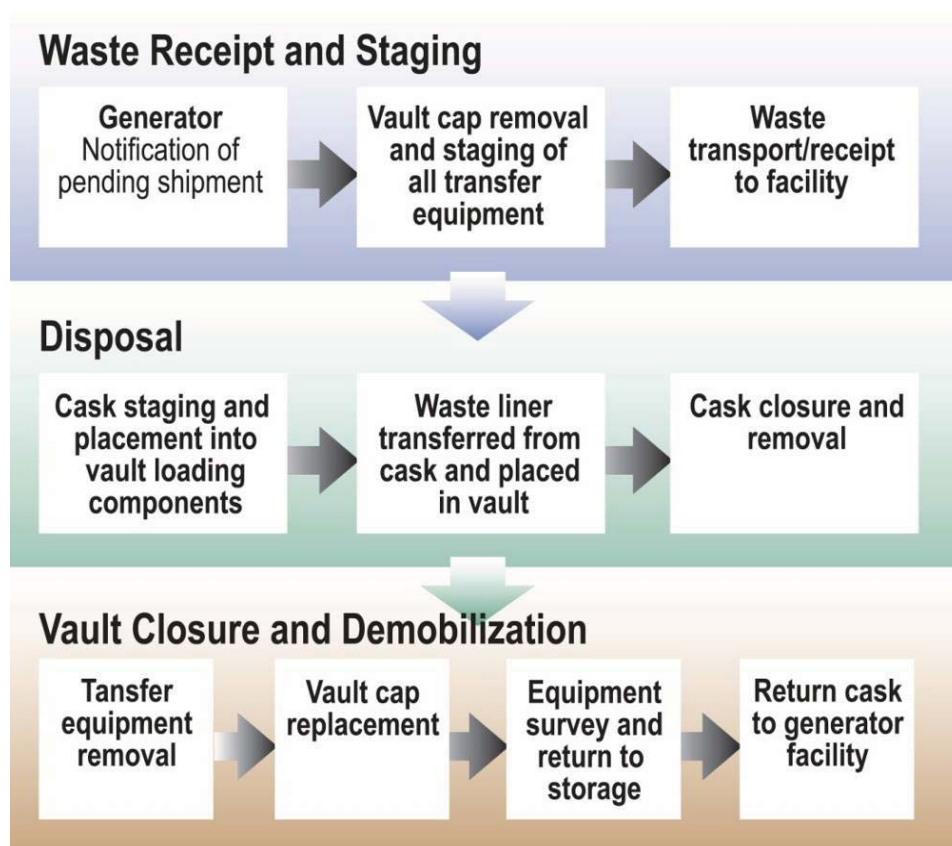 Waste Receipt and Staging
Generator
Notification of
pending shipment
Vault cap removal
and staging of
all transfer
equipment
Waste
transport/receipt
to facility
Disposal
Cask staging and
placement into
vault loading
components
Waste liner
transferred from
cask and placed
in vault
Cask closure and
removal
Vault Closure and Demobilization
Tansfer
equipment
removal
Vault cap
replacement
Equipment
survey and
return to
storage
Return cask
to generator
facility